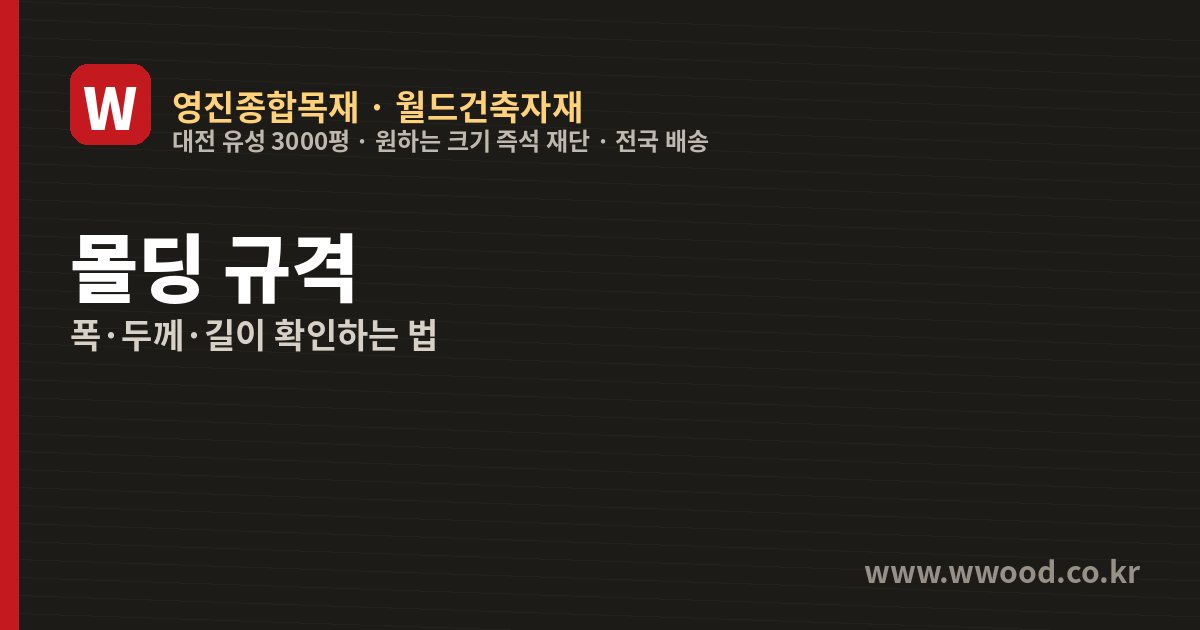 W
영진종합목재 · 월드건축자재
대전 유성 3000평 · 원하는 크기 즉석 재단 · 전국 배송
몰딩 규격
폭·두께·길이 확인하는 법
www.wwood.co.kr